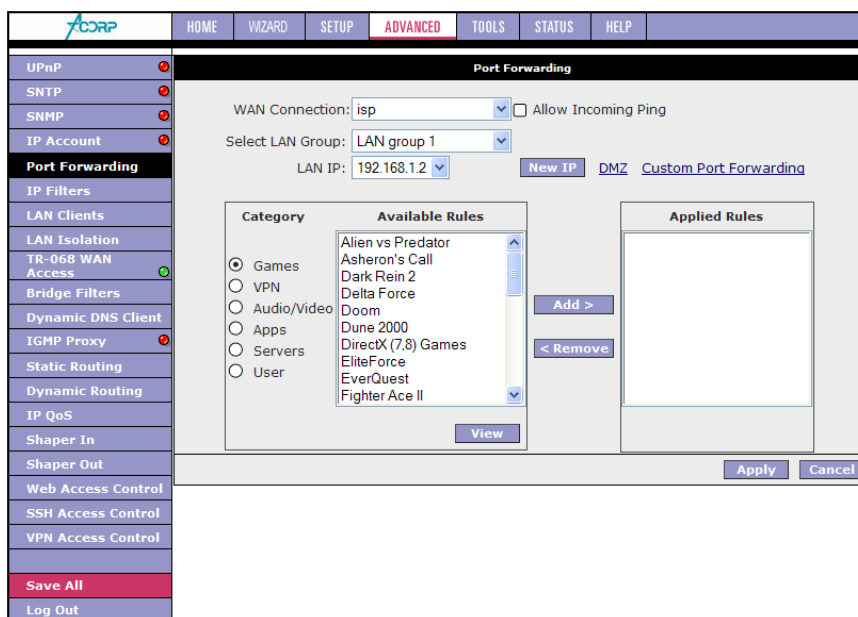 ACORP
HOME WIZARD SETUP ADVANCED TOOLS STATUS HELP
UPnP
SNTP
SNMP
IP Account
Port Forwarding
IP Filters
LAN Clients
LAN Isolation
TR-068 WAN
Access
Bridge Filters
Dynamic DNS Client
IGMP Proxy
Static Routing
Dynamic Routing
IP QoS
Shaper In
Shaper Out
Web Access Control
SSH Access Control
VPN Access Control
Save All
Log Out
Port Forwarding
WAN Connection: isp Allow Incoming Ping
Select LAN Group: LAN group 1
LAN IP: 192.168.1.2 New IP DMZ Custom Port Forwarding
Category
Games
VPN
Audio/Video
Apps
Servers
User
Available Rules
Alien vs Predator
Asheron's Call
Dark Rein 2
Delta Force
Doom
Dune 2000
DirectX (7,8) Games
EliteForce
EverQuest
Fighter Ace II
View
Add >
< Remove
Applied Rules
Apply Cancel